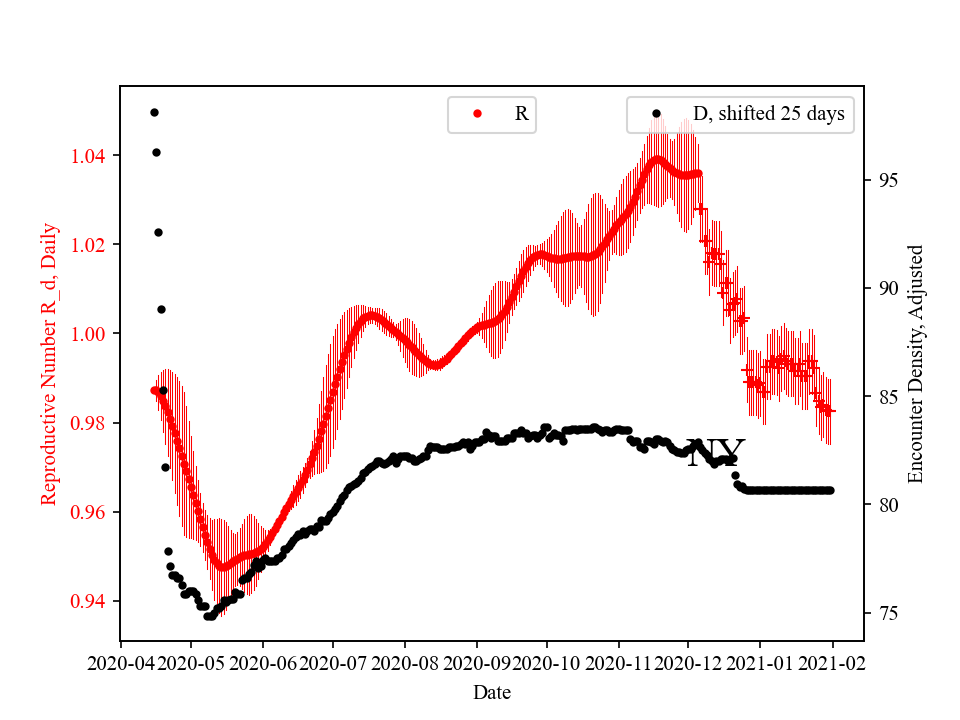 R
D, shifted 25 days
1.04
1.02
1.00
0.98
0.96
0.94
Reproductive Number R_d, Daily
95
90
85
80
75
Encounter Density, Adjusted
NY
2020-04 2020-05 2020-06 2020-07 2020-08 2020-09 2020-10 2020-11 2020-12 2021-01 2021-02
Date